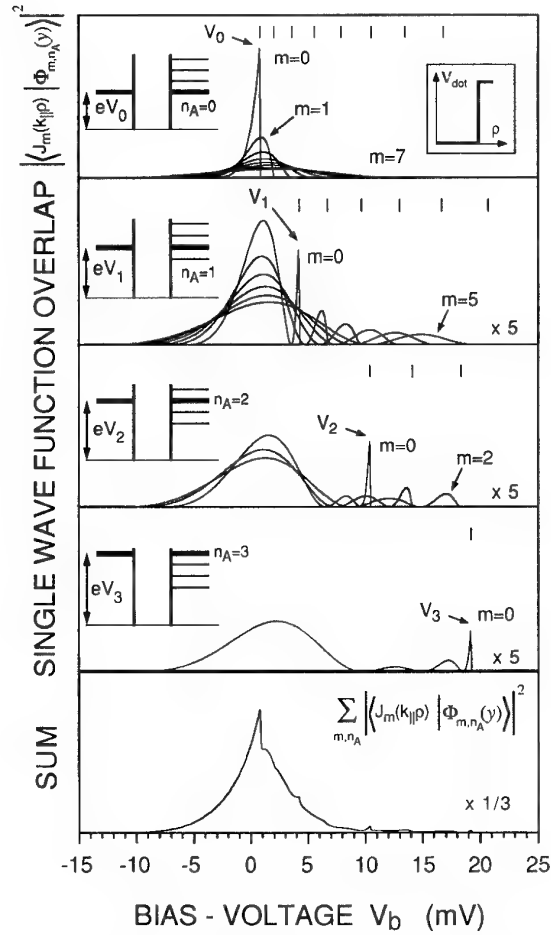 SINGLE WAVE FUNCTION OVERLAP |⟨J_m(k_∥ρ |Φ_{m,n_A}(y)⟩|²
V_0
m=0
m=1
m=7
eV_0
n_A=0
V_dot
ρ
V_1
m=0
m=5
x 5
eV_1
n_A=1
V_2
m=0
m=2
x 5
eV_2
n_A=2
V_3
m=0
x 5
eV_3
n_A=3
SUM
∑_{m,n_A} |⟨J_m(k_∥ρ) |Φ_{m,n_A}(y)⟩|²
x 1/3
-15 -10 -5 0 5 10 15 20 25
BIAS - VOLTAGE V_b (mV)